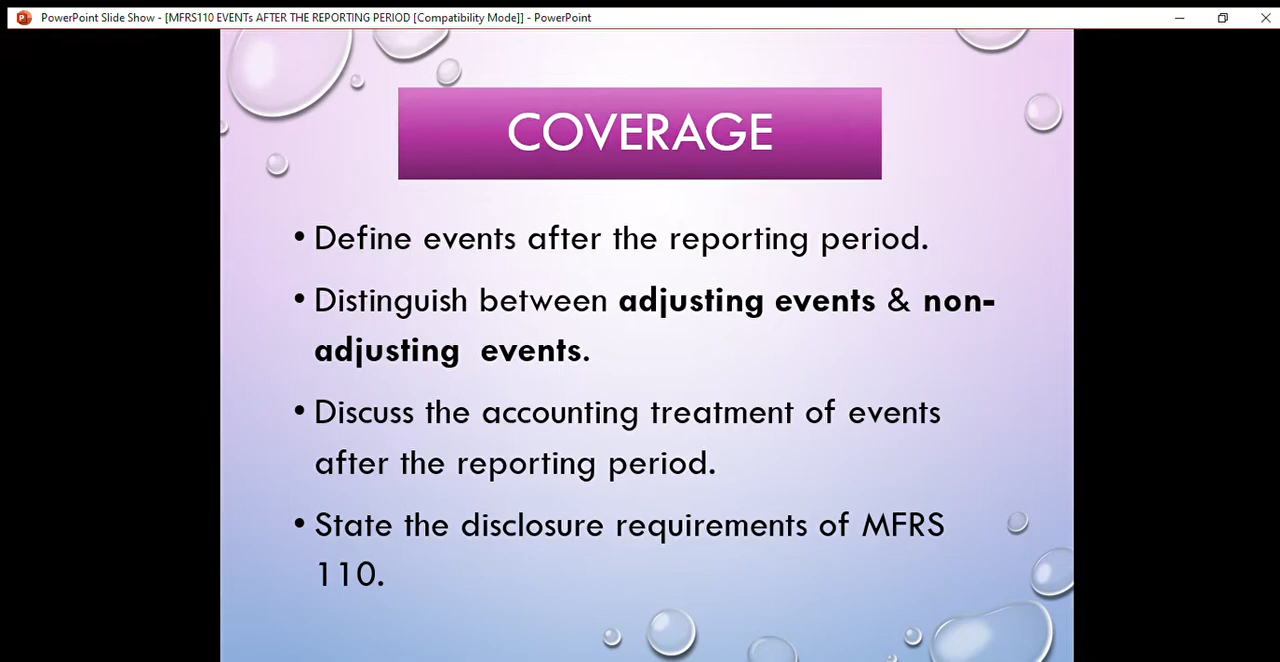 PowerPoint Slide Show - [MFRS110 EVENTs AFTER THE REPORTING PERIOD [Compatibility Mode]] - PowerPoint
COVERAGE
• Define events after the reporting period.
• Distinguish between adjusting events & non-
adjusting events.
• Discuss the accounting treatment of events
after the reporting period.
• State the disclosure requirements of MFRS
110.